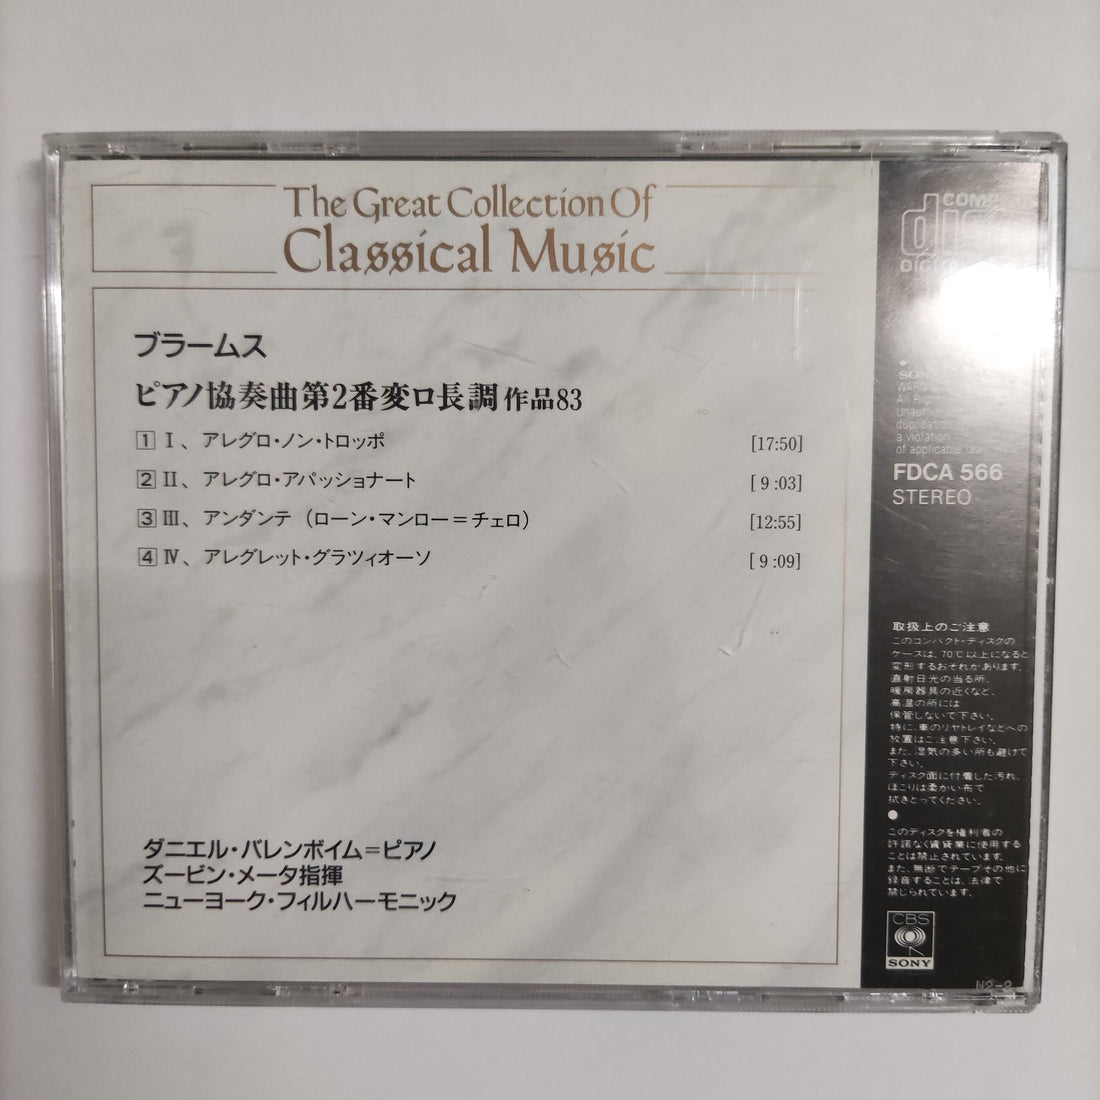 The Great Collection Of
Classical Music
ブラームス
ピアノ協奏曲第2番変ロ長調作品83
1 Ⅰ、アレグロ・ノン・トロッポ [17:50]
2 Ⅱ、アレグロ・アパッショナート [9:03]
3 Ⅲ、アンダンテ（ローン・マンロー＝チェロ） [12:55]
4 Ⅳ、アレグレット・グラツィオーソ [9:09]
ダニエル・バレンボイム＝ピアノ
ズービン・メータ指揮
ニューヨーク・フィルハーモニック
All
duplication
a violation
of applicable laws
FDCA 566
STEREO
取扱上のご注意
このコンパクト・ディスクの
ケースは、70℃以上になると
変形するおそれがあります。
直射日光の当る所、
暖房器具の近くなど、
高温の所には
保管しないで下さい。
特に、車のリヤトレイなどへの
放置はご注意下さい。
また、湿気の多い所も避けて
下さい。
ディスク面に付着した汚れ、
ほこりは柔かい布で
拭きとってください。
このディスクを権利者の
許諾なく賃貸業に使用する
ことは禁止されています。
また、無断でテープその他に
録音することは、法律で
禁じられています。
CBS
SONY
N2-2